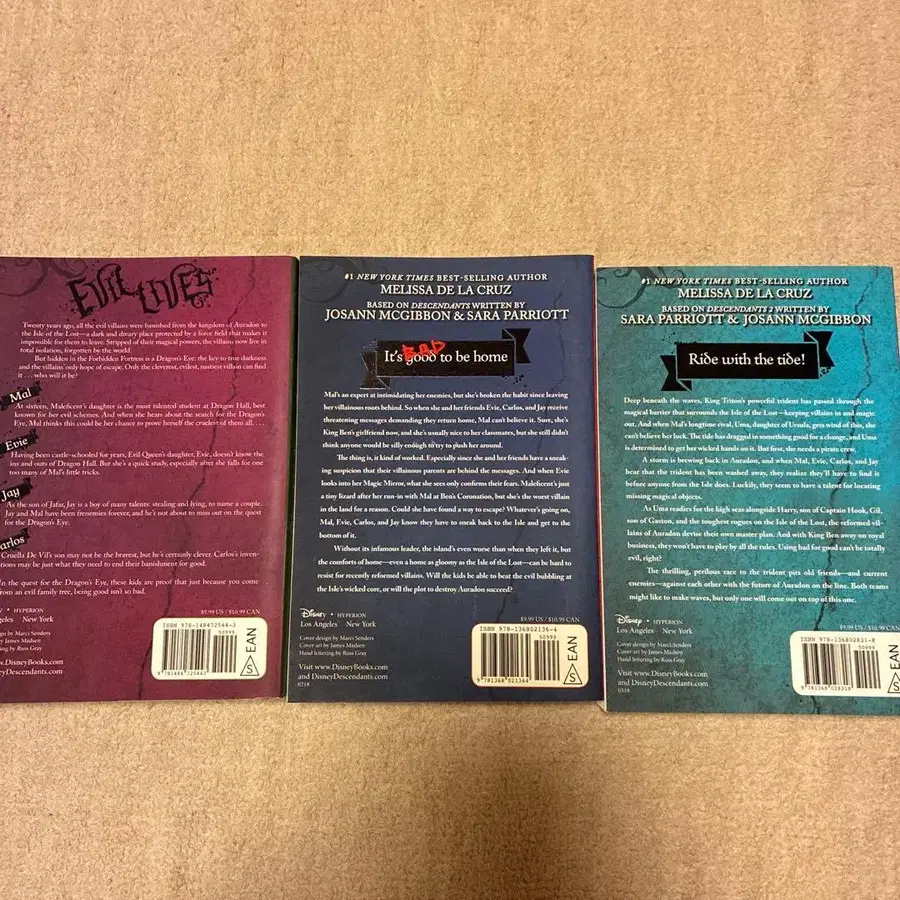 EVIL LIVES
Twenty years ago, all the evil villains were banished from the kingdom of Auradon to
the Isle of the Lost—a dark and dreary place protected by a force field that makes it
impossible for them to leave. Stripped of their magical powers, the villains now live in
total isolation, forgotten by the world.
But hidden in the Forbidden Fortress is a Dragon's Eye: the key to true darkness
and the villains' only hope of escape. Only the cleverest, evilest, nastiest villain can find
it . . . who will it be?
Mal
At sixteen, Maleficent's daughter is the most talented student at Dragon Hall, best
known for her evil schemes. And when she hears about the search for the Dragon's
Eye, Mal thinks this could be her chance to prove herself the cruelest of them all. . . .
Evie
Having been castle-schooled for years, Evil Queen's daughter, Evie, doesn't know the
ins and outs of Dragon Hall. But she's a quick study, especially after she falls for one
too many of Mal's little tricks.
Jay
As the son of Jafar, Jay is a boy of many talents: stealing and lying, to name a couple.
Jay and Mal have been frenemies forever, and he's not about to miss out on the quest
for the Dragon's Eye.
arlos
Cruella De Vil's son may not be the bravest, but he's certainly clever. Carlos's inven-
tions may be just what they need to end their banishment for good.
In the quest for the Dragon's Eye, these kids are proof that just because you come
from an evil family tree, being good isn't so bad.
$9.99 US / $10.99 CAN
• HYPERION
New York
ISBN 978-148472544-3
50999
EAN
S
9781484725443
design by Marci Senders
by James Madsen
lettering by Russ Gray
www.DisneyBooks.com
DisneyDescendants.com
#1 NEW YORK TIMES BEST-SELLING AUTHOR
MELISSA DE LA CRUZ
BASED ON DESCENDANTS WRITTEN BY
JOSANN MCGIBBON & SARA PARRIOTT
BAD
It's good to be home
Mal's an expert at intimidating her enemies, but she's broken the habit since leaving
her villainous roots behind. So when she and her friends Evie, Carlos, and Jay receive
threatening messages demanding they return home, Mal can't believe it. Sure, she's
King Ben's girlfriend now, and she's usually nice to her classmates, but she still didn't
think anyone would be silly enough to try to push her around.
The thing is, it kind of worked. Especially since she and her friends have a sneak-
ing suspicion that their villainous parents are behind the messages. And when Evie
looks into her Magic Mirror, what she sees only confirms their fears. Maleficent's just
a tiny lizard after her run-in with Mal at Ben's Coronation, but she's the worst villain
in the land for a reason. Could she have found a way to escape? Whatever's going on,
Mal, Evie, Carlos, and Jay know they have to sneak back to the Isle and get to the
bottom of it.
Without its infamous leader, the island's even worse than when they left it, but
the comforts of home—even a home as gloomy as the Isle of the Lost—can be hard to
resist for recently reformed villains. Will the kids be able to beat the evil bubbling at
the Isle's wicked core, or will the plot to destroy Auradon succeed?
Disney • HYPERION
Los Angeles New York
$9.99 US / $10.99 CAN
ISBN 978-136802136-4
50999
EAN
S
9781368021364
Cover design by Marci Senders
Cover art by James Madsen
Hand lettering by Russ Gray
Visit www.DisneyBooks.com
and DisneyDescendants.com
0218
#1 NEW YORK TIMES BEST-SELLING AUTHOR
MELISSA DE LA CRUZ
BASED ON DESCENDANTS 2 WRITTEN BY
SARA PARRIOTT & JOSANN MCGIBBON
Ride with the tide!
Deep beneath the waves, King Triton's powerful trident has passed through the
magical barrier that surrounds the Isle of the Lost—keeping villains in and magic
out. And when Mal's longtime rival, Uma, daughter of Ursula, gets wind of this, she
can't believe her luck. The tide has dragged in something good for a change, and Uma
is determined to get her wicked hands on it. But first, she needs a pirate crew.
A storm is brewing back in Auradon, and when Mal, Evie, Carlos, and Jay
hear that the trident has been washed away, they realize they'll have to find it
before anyone from the Isle does. Luckily, they seem to have a talent for locating
missing magical objects.
As Uma readies for the high seas alongside Harry, son of Captain Hook, Gil,
son of Gaston, and the toughest rogues on the Isle of the Lost, the reformed vil-
lains of Auradon devise their own master plan. And with King Ben away on royal
business, they won't have to play by all the rules. Using bad for good can't be totally
evil, right?
The thrilling, perilous race to the trident pits old friends—and current
enemies—against each other with the future of Auradon on the line. Both teams
might like to make waves, but only one will come out on top of this one.
Disney • HYPERION
Los Angeles New York
$9.99 US / $10.99 CAN
ISBN 978-136802831-8
50999
EAN
S
9781368028318
Cover design by Marci Senders
Cover art by James Madsen
Hand lettering by Russ Gray
Visit www.DisneyBooks.com
and DisneyDescendants.com
0518